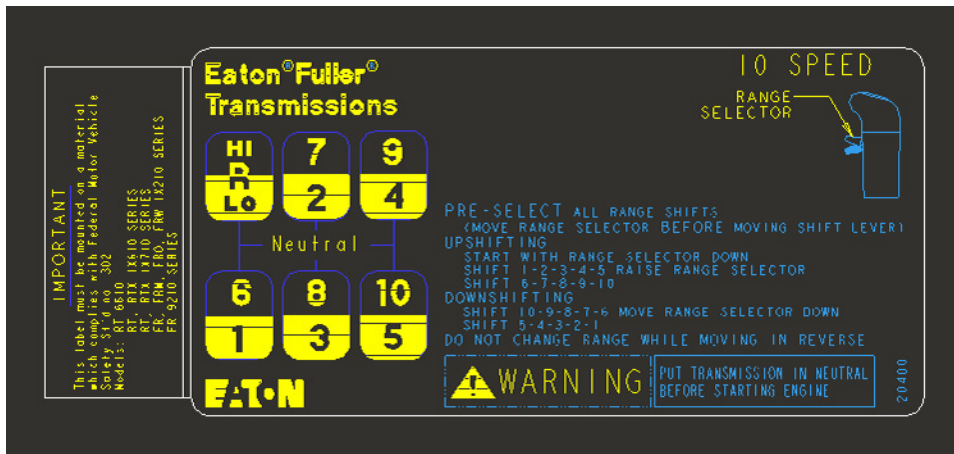 IMPORTANT
This label must be mounted on a material
which complies with Federal Motor Vehicle
Safety St'd no 302
Models: RT 6610
RT, RTX 1X610 SERIES
RT, RTX 1X710 SERIES
FR, FRM, FRO, FRW 1X210 SERIES
FR 9210 SERIES
Eaton®Fuller®
Transmissions
HI
R
LO
7
2
9
4
Neutral
6
1
8
3
10
5
EATON
10 SPEED
RANGE
SELECTOR
PRE-SELECT ALL RANGE SHIFTS
(MOVE RANGE SELECTOR BEFORE MOVING SHIFT LEVER)
UPSHIFTING
START WITH RANGE SELECTOR DOWN
SHIFT 1-2-3-4-5 RAISE RANGE SELECTOR
SHIFT 6-7-8-9-10
DOWNSHIFTING
SHIFT 10-9-8-7-6 MOVE RANGE SELECTOR DOWN
SHIFT 5-4-3-2-1
DO NOT CHANGE RANGE WHILE MOVING IN REVERSE
WARNING
PUT TRANSMISSION IN NEUTRAL
BEFORE STARTING ENGINE
20400